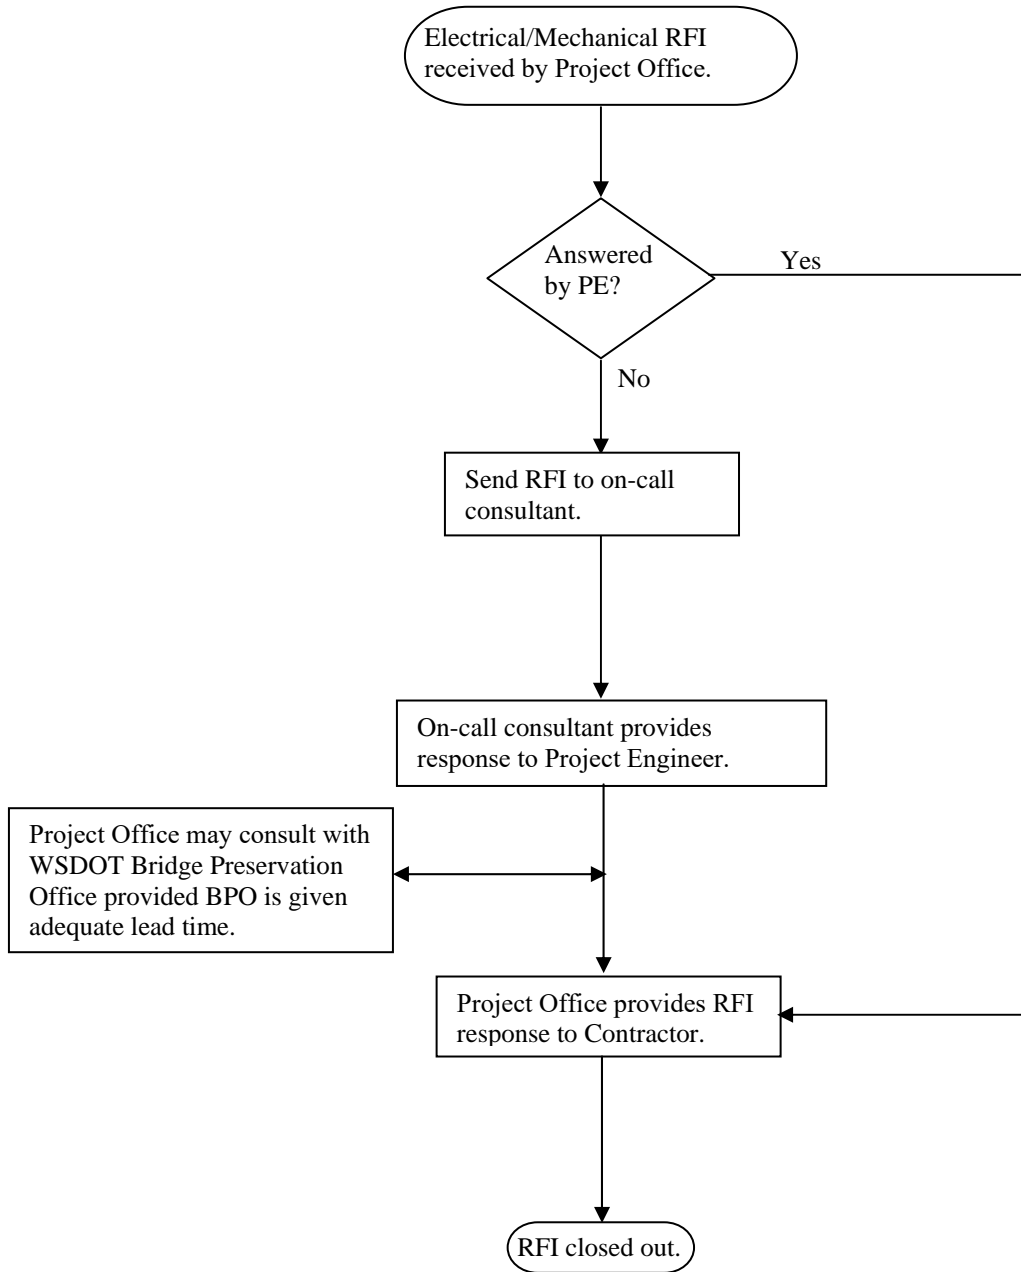 Electrical/Mechanical RFI
received by Project Office.
Answered
by PE?
Yes
No
Send RFI to on-call
consultant.
On-call consultant provides
response to Project Engineer.
Project Office may consult with
WSDOT Bridge Preservation
Office provided BPO is given
adequate lead time.
Project Office provides RFI
response to Contractor.
RFI closed out.